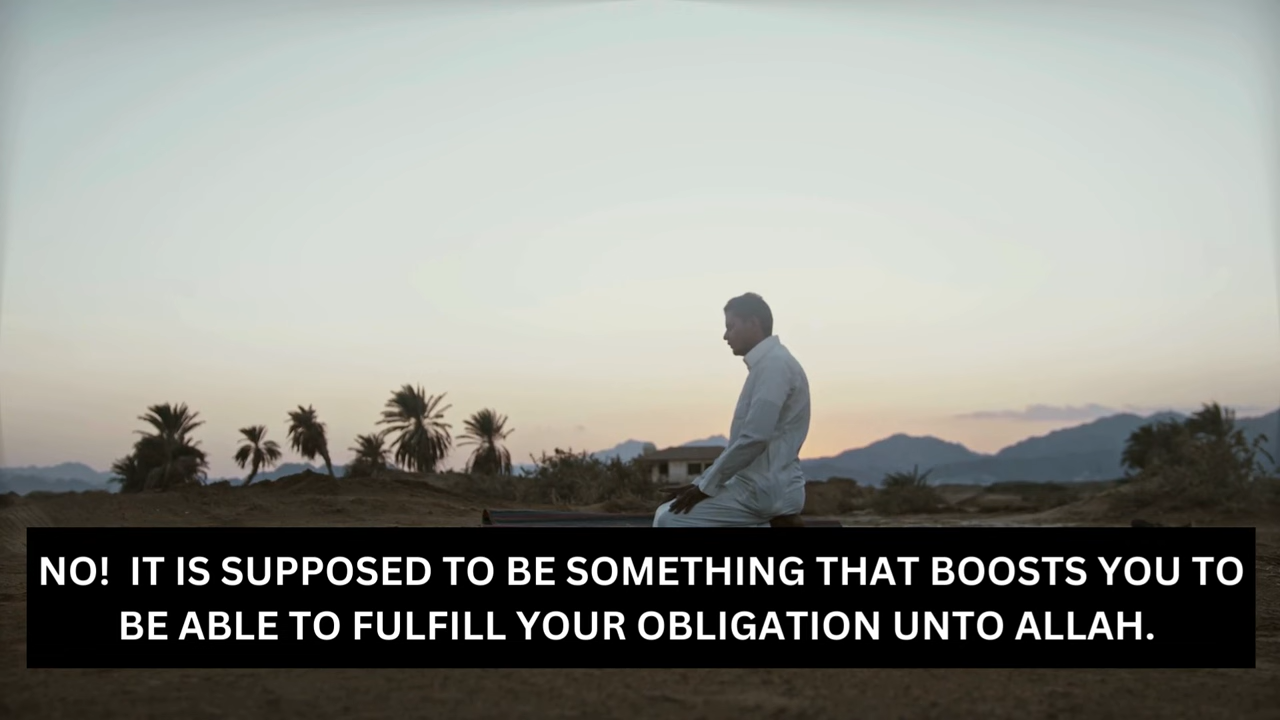 NO!  IT IS SUPPOSED TO BE SOMETHING THAT BOOSTS YOU TO
BE ABLE TO FULFILL YOUR OBLIGATION UNTO ALLAH.